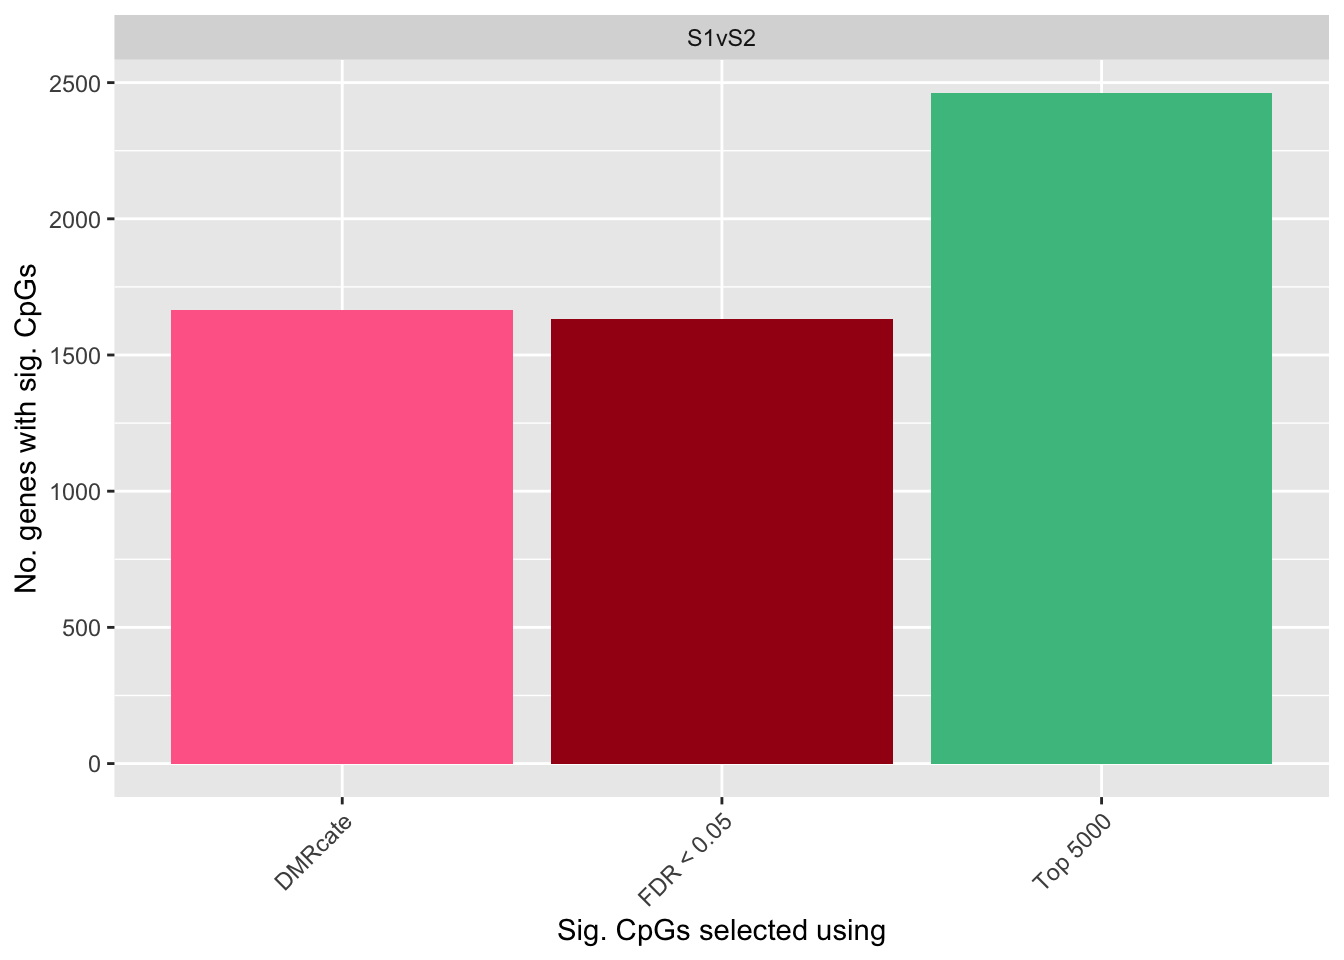 S1vS2
2500
2000
1500
1000
500
0
No. genes with sig. CpGs
DMRcate
FDR < 0.05
Top 5000
Sig. CpGs selected using